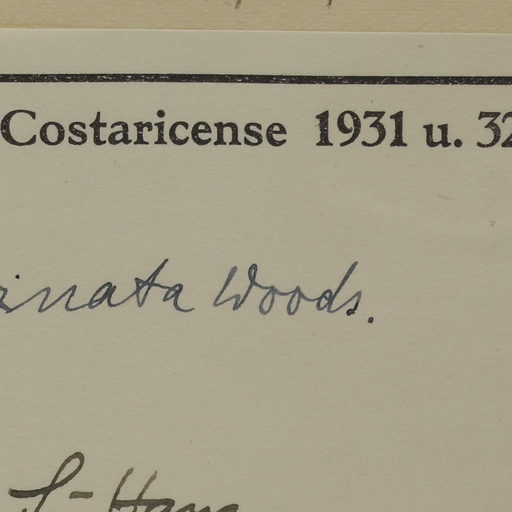 Costaricense 1931 u. 32
inata Woods.